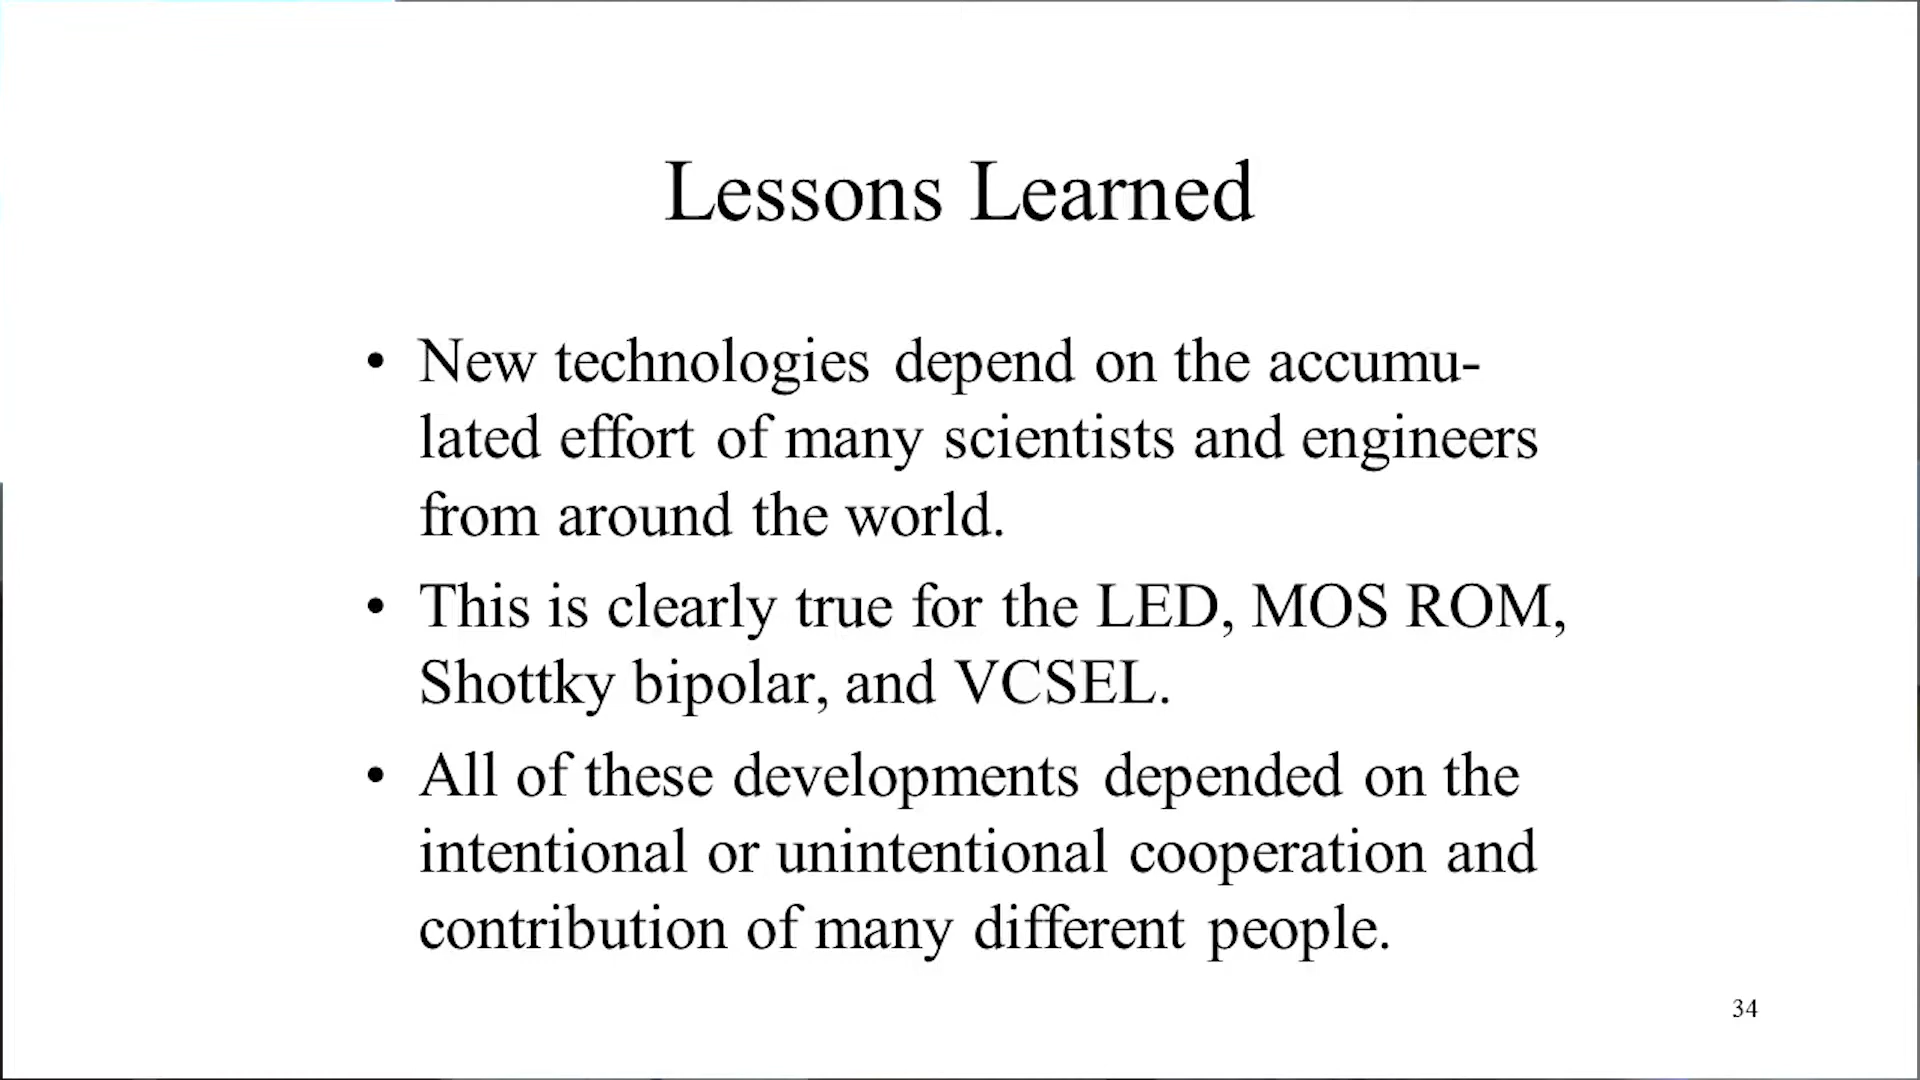 Lessons Learned
• New technologies depend on the accumu-
lated effort of many scientists and engineers
from around the world.
• This is clearly true for the LED, MOS ROM,
Shottky bipolar, and VCSEL.
• All of these developments depended on the
intentional or unintentional cooperation and
contribution of many different people.
34